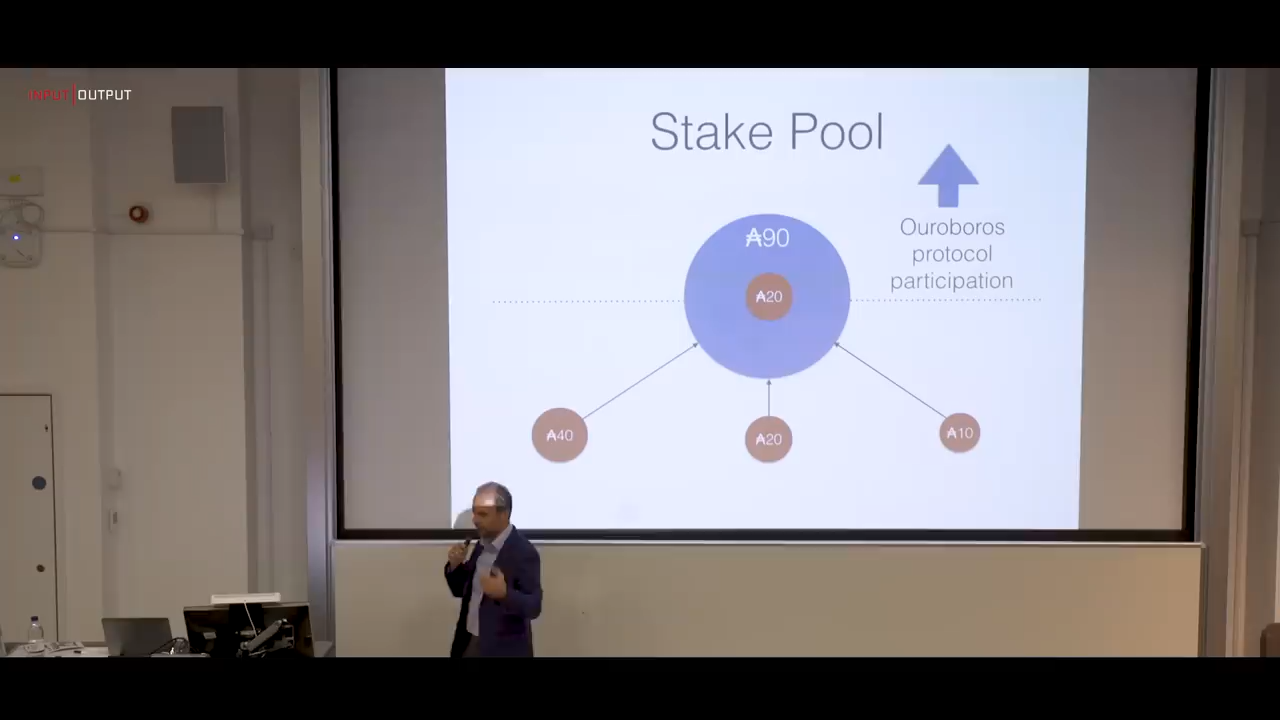 INPUT|OUTPUT
Stake Pool
₳90
Ouroboros
protocol
participation
₳20
₳40
₳20
₳10